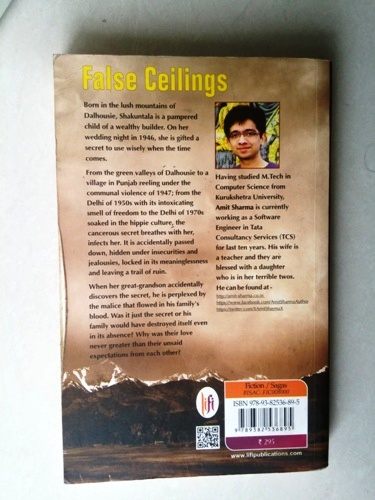 False Ceilings
Born in the lush mountains of
Dalhousie, Shakuntala is a pampered
child of a wealthy builder. On her
wedding night in 1946, she is gifted a
secret to use wisely when the time
comes.
From the green valleys of Dalhousie to a
village in Punjab reeling under the
communal violence of 1947; from the
Delhi of 1950s with its intoxicating
smell of freedom to the Delhi of 1970s
soaked in the hippie culture, the
cancerous secret breathes with her,
infects her. It is accidentally passed
down, hidden under insecurities and
jealousies, locked in its meaninglessness
and leaving a trail of ruin.
When her great-grandson accidentally
discovers the secret, he is perplexed by
the malice that flowed in his family's
blood. Was it just the secret or his
family would have destroyed itself even
in its absence? Why was their love
never greater than their unsaid
expectations from each other?
Having studied M.Tech in
Computer Science from
Kurukshetra University,
Amit Sharma is currently
working as a Software
Engineer in Tata
Consultancy Services (TCS)
for last ten years. His wife is
a teacher and they are
blessed with a daughter
who is in her terrible twos.
He can be found at -
http://amit-sharma.co.in
lifi
Fiction / Sagas
ISBN 978-93-82536-89-5
9 789382 536895
₹ 295
www.lifipublications.com